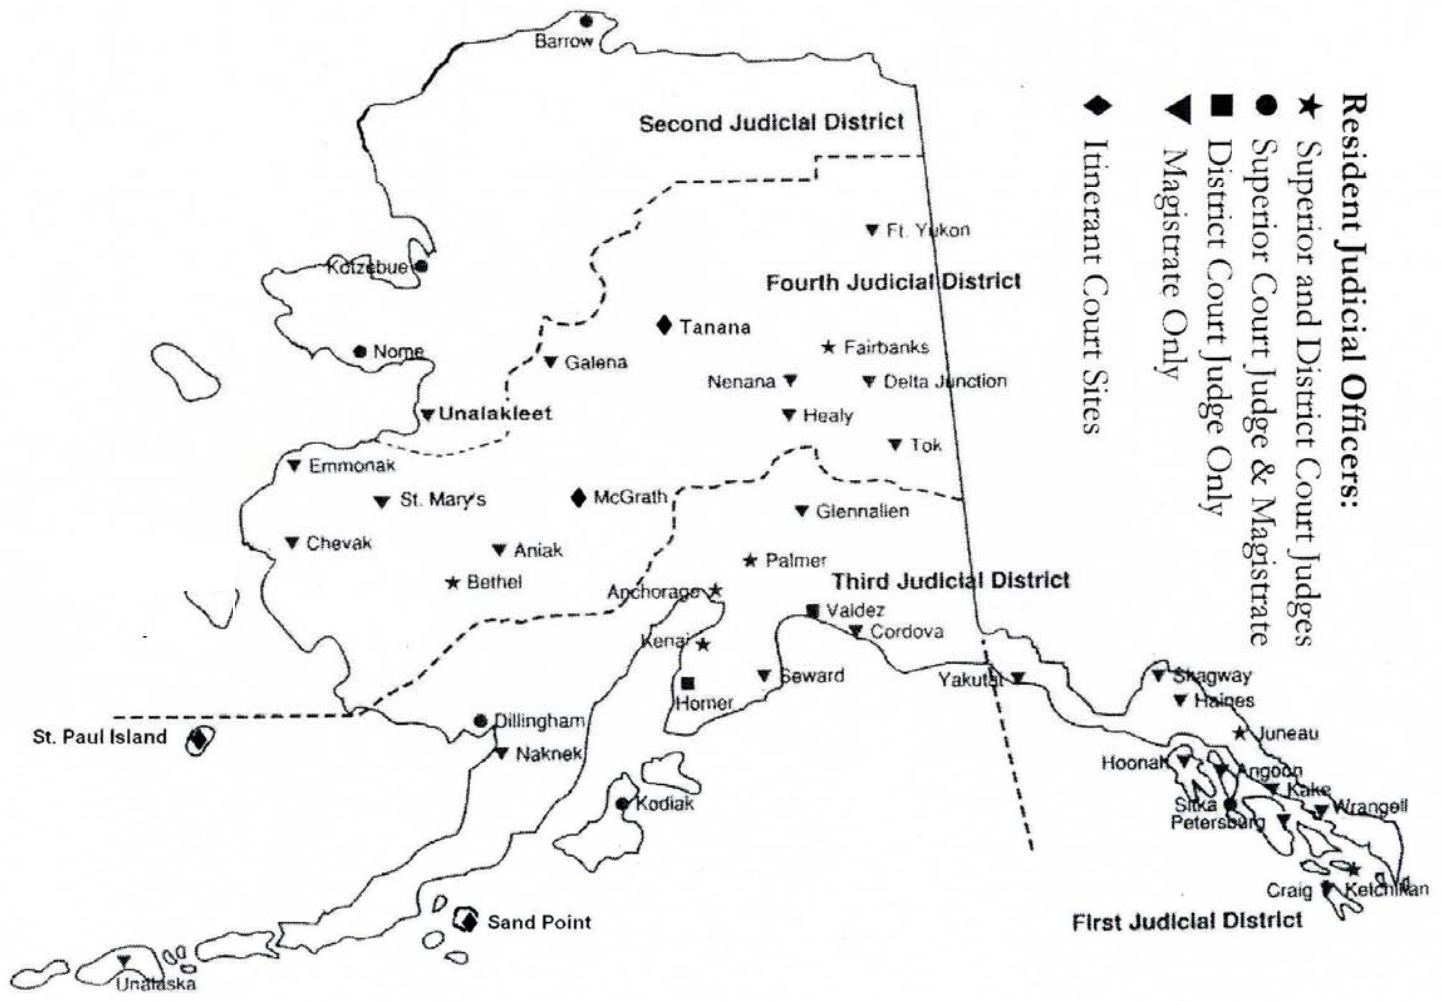 Barrow
Second Judicial District
Ft. Yukon
Kotzebue
Fourth Judicial District
Tanana
Nome
Fairbanks
Galena
Nenana
Delta Junction
Unalakleet
Healy
Tok
Emmonak
St. Mary's
McGrath
Glennallen
Chevak
Aniak
Palmer
Bethel
Anchorage
Third Judicial District
Valdez
Cordova
Kenai
Seward
Yakutat
Skagway
Homer
Haines
Dillingham
St. Paul Island
Juneau
Naknek
Hoonah
Angoon
Kake
Kodiak
Sitka
Wrangell
Petersburg
Craig
Ketchikan
Sand Point
First Judicial District
Unalaska
Resident Judicial Officers:
★ Superior and District Court Judges
● Superior Court Judge & Magistrate
■ District Court Judge Only
▲ Magistrate Only
◆ Itinerant Court Sites